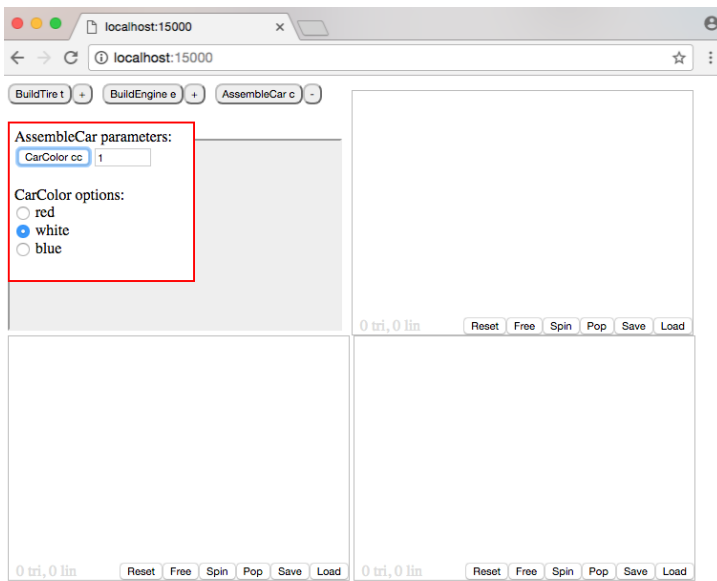 localhost:15000
localhost:15000
BuildTire t + BuildEngine e + AssembleCar c -
AssembleCar parameters:
CarColor cc 1
CarColor options:
red
white
blue
0 tri, 0 lin Reset Free Spin Pop Save Load
0 tri, 0 lin Reset Free Spin Pop Save Load
0 tri, 0 lin Reset Free Spin Pop Save Load